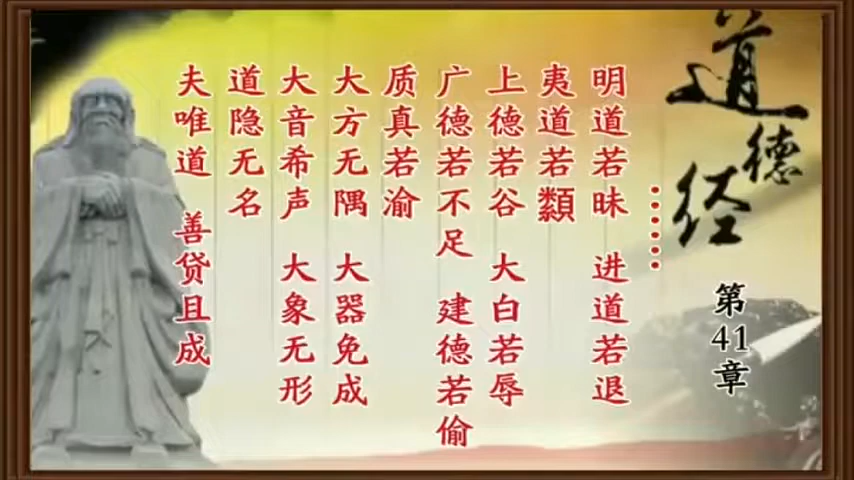 道德经
第41章
……
明道若昧 进道若退
夷道若纇
上德若谷 大白若辱
广德若不足 建德若偷
质真若渝
大方无隅 大器免成
大音希声 大象无形
道隐无名
夫唯道 善贷且成